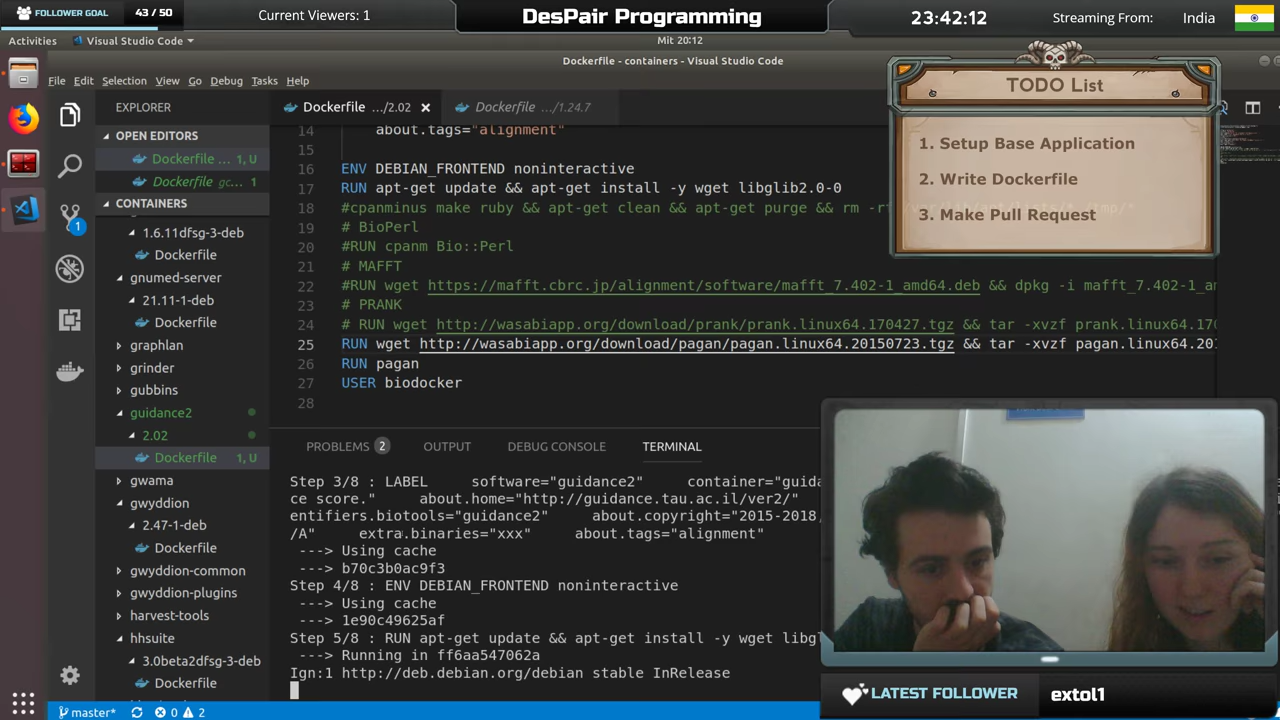 FOLLOWER GOAL
43 / 50
Current Viewers: 1
DesPair Programming
23:42:12
Streaming From:
India
Activities
Visual Studio Code
Mit 20:12
Dockerfile - containers - Visual Studio Code
File Edit Selection View Go Debug Tasks Help
EXPLORER
OPEN EDITORS
Dockerfile ... 1, U
Dockerfile gc... 1
CONTAINERS
1.6.11dfsg-3-deb
Dockerfile
gnumed-server
21.11-1-deb
Dockerfile
graphlan
grinder
gubbins
guidance2
2.02
Dockerfile 1, U
gwama
gwyddion
2.47-1-deb
Dockerfile
gwyddion-common
gwyddion-plugins
harvest-tools
hhsuite
3.0beta2dfsg-3-deb
Dockerfile
1
Dockerfile .../2.02
Dockerfile .../1.24.7
14 about.tags="alignment"
15
16 ENV DEBIAN_FRONTEND noninteractive
17 RUN apt-get update && apt-get install -y wget libglib2.0-0
18 #cpanminus make ruby && apt-get clean && apt-get purge && rm
19 # BioPerl
20 #RUN cpanm Bio::Perl
21 # MAFFT
22 #RUN wget https://mafft.cbrc.jp/alignment/software/mafft_7.402-1_amd64.deb && dpkg -i mafft_7.402-1_am
23 # PRANK
24 # RUN wget http://wasabiapp.org/download/prank/prank.linux64.170427.tgz && tar -xvzf prank.linux64.170
25 RUN wget http://wasabiapp.org/download/pagan/pagan.linux64.20150723.tgz && tar -xvzf pagan.linux64.201
26 RUN pagan
27 USER biodocker
28
PROBLEMS 2 OUTPUT DEBUG CONSOLE TERMINAL
Step 3/8 : LABEL software="guidance2" container="guida
ce score." about.home="http://guidance.tau.ac.il/ver2/"
entifiers.biotools="guidance2" about.copyright="2015-2018/
/A" extra.binaries="xxx" about.tags="alignment"
---> Using cache
---> b70c3b0ac9f3
Step 4/8 : ENV DEBIAN_FRONTEND noninteractive
---> Using cache
---> 1e90c49625af
Step 5/8 : RUN apt-get update && apt-get install -y wget libgl
---> Running in ff6aa547062a
Ign:1 http://deb.debian.org/debian stable InRelease
master* 0 2
TODO List
1. Setup Base Application
2. Write Dockerfile
3. Make Pull Request
LATEST FOLLOWER
extol1